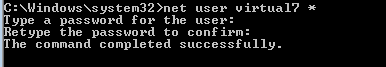 C:\Windows\system32>net user virtual7 *
Type a password for the user:
Retype the password to confirm:
The command completed successfully.